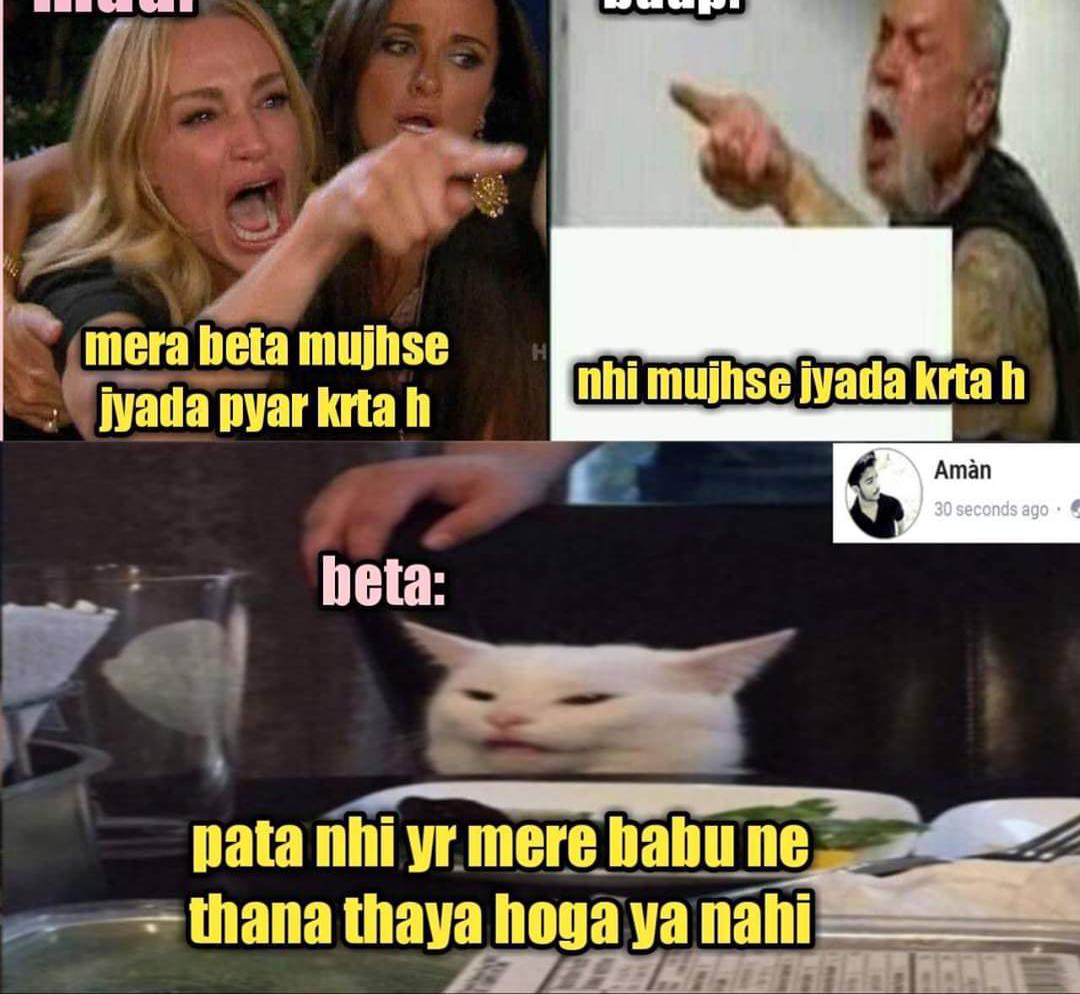 mera beta mujhse
jyada pyar krta h
nhi mujhse jyada krta h
H
Amàn
30 seconds ago ·
beta:
pata nhi yr mere babu ne
thana thaya hoga ya nahi